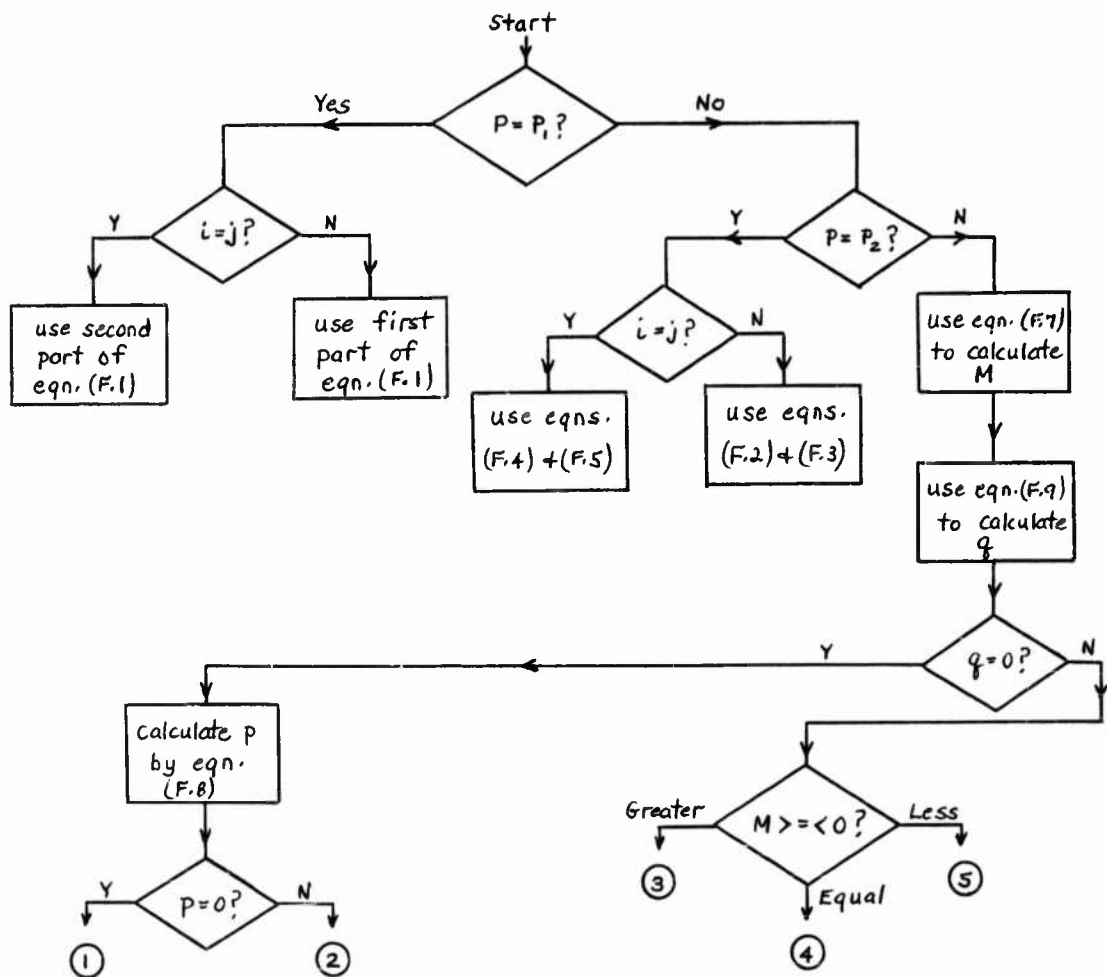 Start
Yes
P = P₁ ?
No
Y
i = j ?
N
Y
P = P₂ ?
N
use second
part of
eqn. (F.1)
use first
part of
eqn. (F.1)
Y
i = j ?
N
use eqn. (F.7)
to calculate
M
use eqns.
(F.4) + (F.5)
use eqns.
(F.2) + (F.3)
use eqn. (F.9)
to calculate
q
Y
q = 0 ?
N
calculate p
by eqn.
(F.8)
Greater
M > = < 0 ?
Less
Y
p = 0 ?
N
3
Equal
5
1
2
4